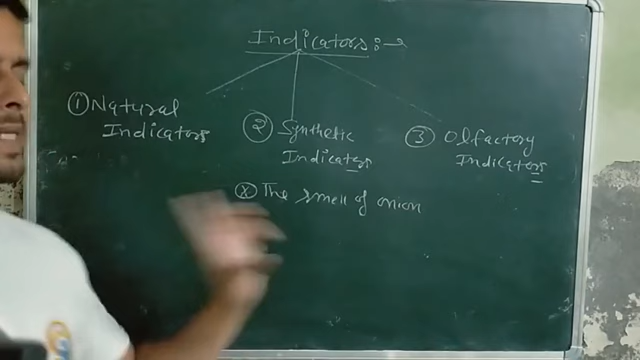 Indicators:→
① Natural
Indicators
② Synthetic
Indicators
③ Olfactory
Indicators
Ⓧ The smell of onion